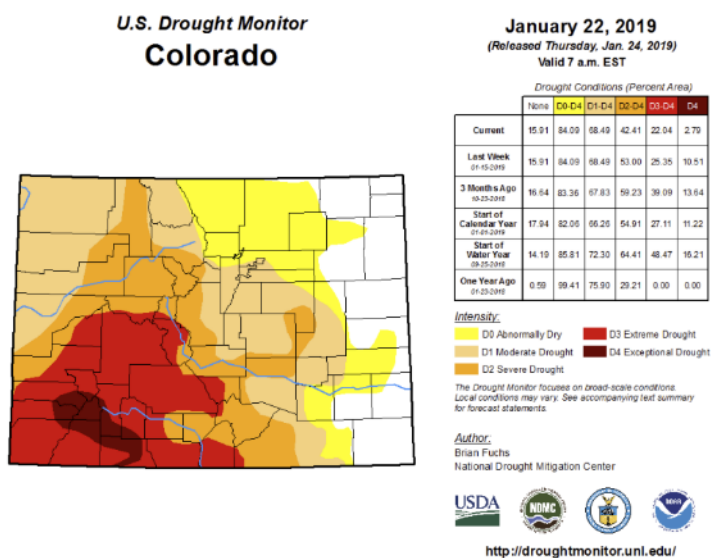 U.S. Drought Monitor
Colorado
January 22, 2019
(Released Thursday, Jan. 24, 2019)
Valid 7 a.m. EST
Drought Conditions (Percent Area)
None D0-D4 D1-D4 D2-D4 D3-D4 D4
Current 15.91 84.09 68.49 42.41 22.04 2.79
Last Week
01-15-2019
15.91 84.09 68.49 53.00 25.35 10.51
3 Months Ago
10-23-2018
16.64 83.36 67.83 59.23 39.09 13.64
Start of
Calendar Year
01-01-2019
17.94 82.06 66.26 54.91 27.11 11.22
Start of
Water Year
09-25-2018
14.19 85.81 72.30 64.41 48.47 16.21
One Year Ago
01-23-2018
0.59 99.41 75.90 29.21 0.00 0.00
Intensity:
D0 Abnormally Dry
D1 Moderate Drought
D2 Severe Drought
D3 Extreme Drought
D4 Exceptional Drought
The Drought Monitor focuses on broad-scale conditions.
Local conditions may vary. See accompanying text summary
for forecast statements.
Author:
Brian Fuchs
National Drought Mitigation Center
USDA
NDMC
NOAA
http://droughtmonitor.unl.edu/